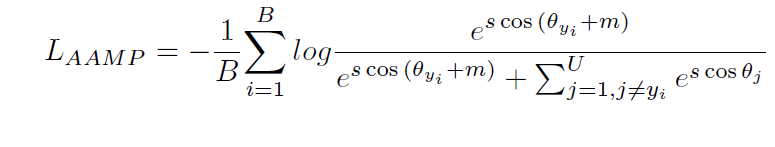 L_{AAMP} = -\frac{1}{B}\sum_{i=1}^{B} log\frac{e^{s\cos(\theta_{y_i}+m)}}{e^{s\cos(\theta_{y_i}+m)}+\sum_{j=1,j\neq y_i}^{U} e^{s\cos\theta_j}}